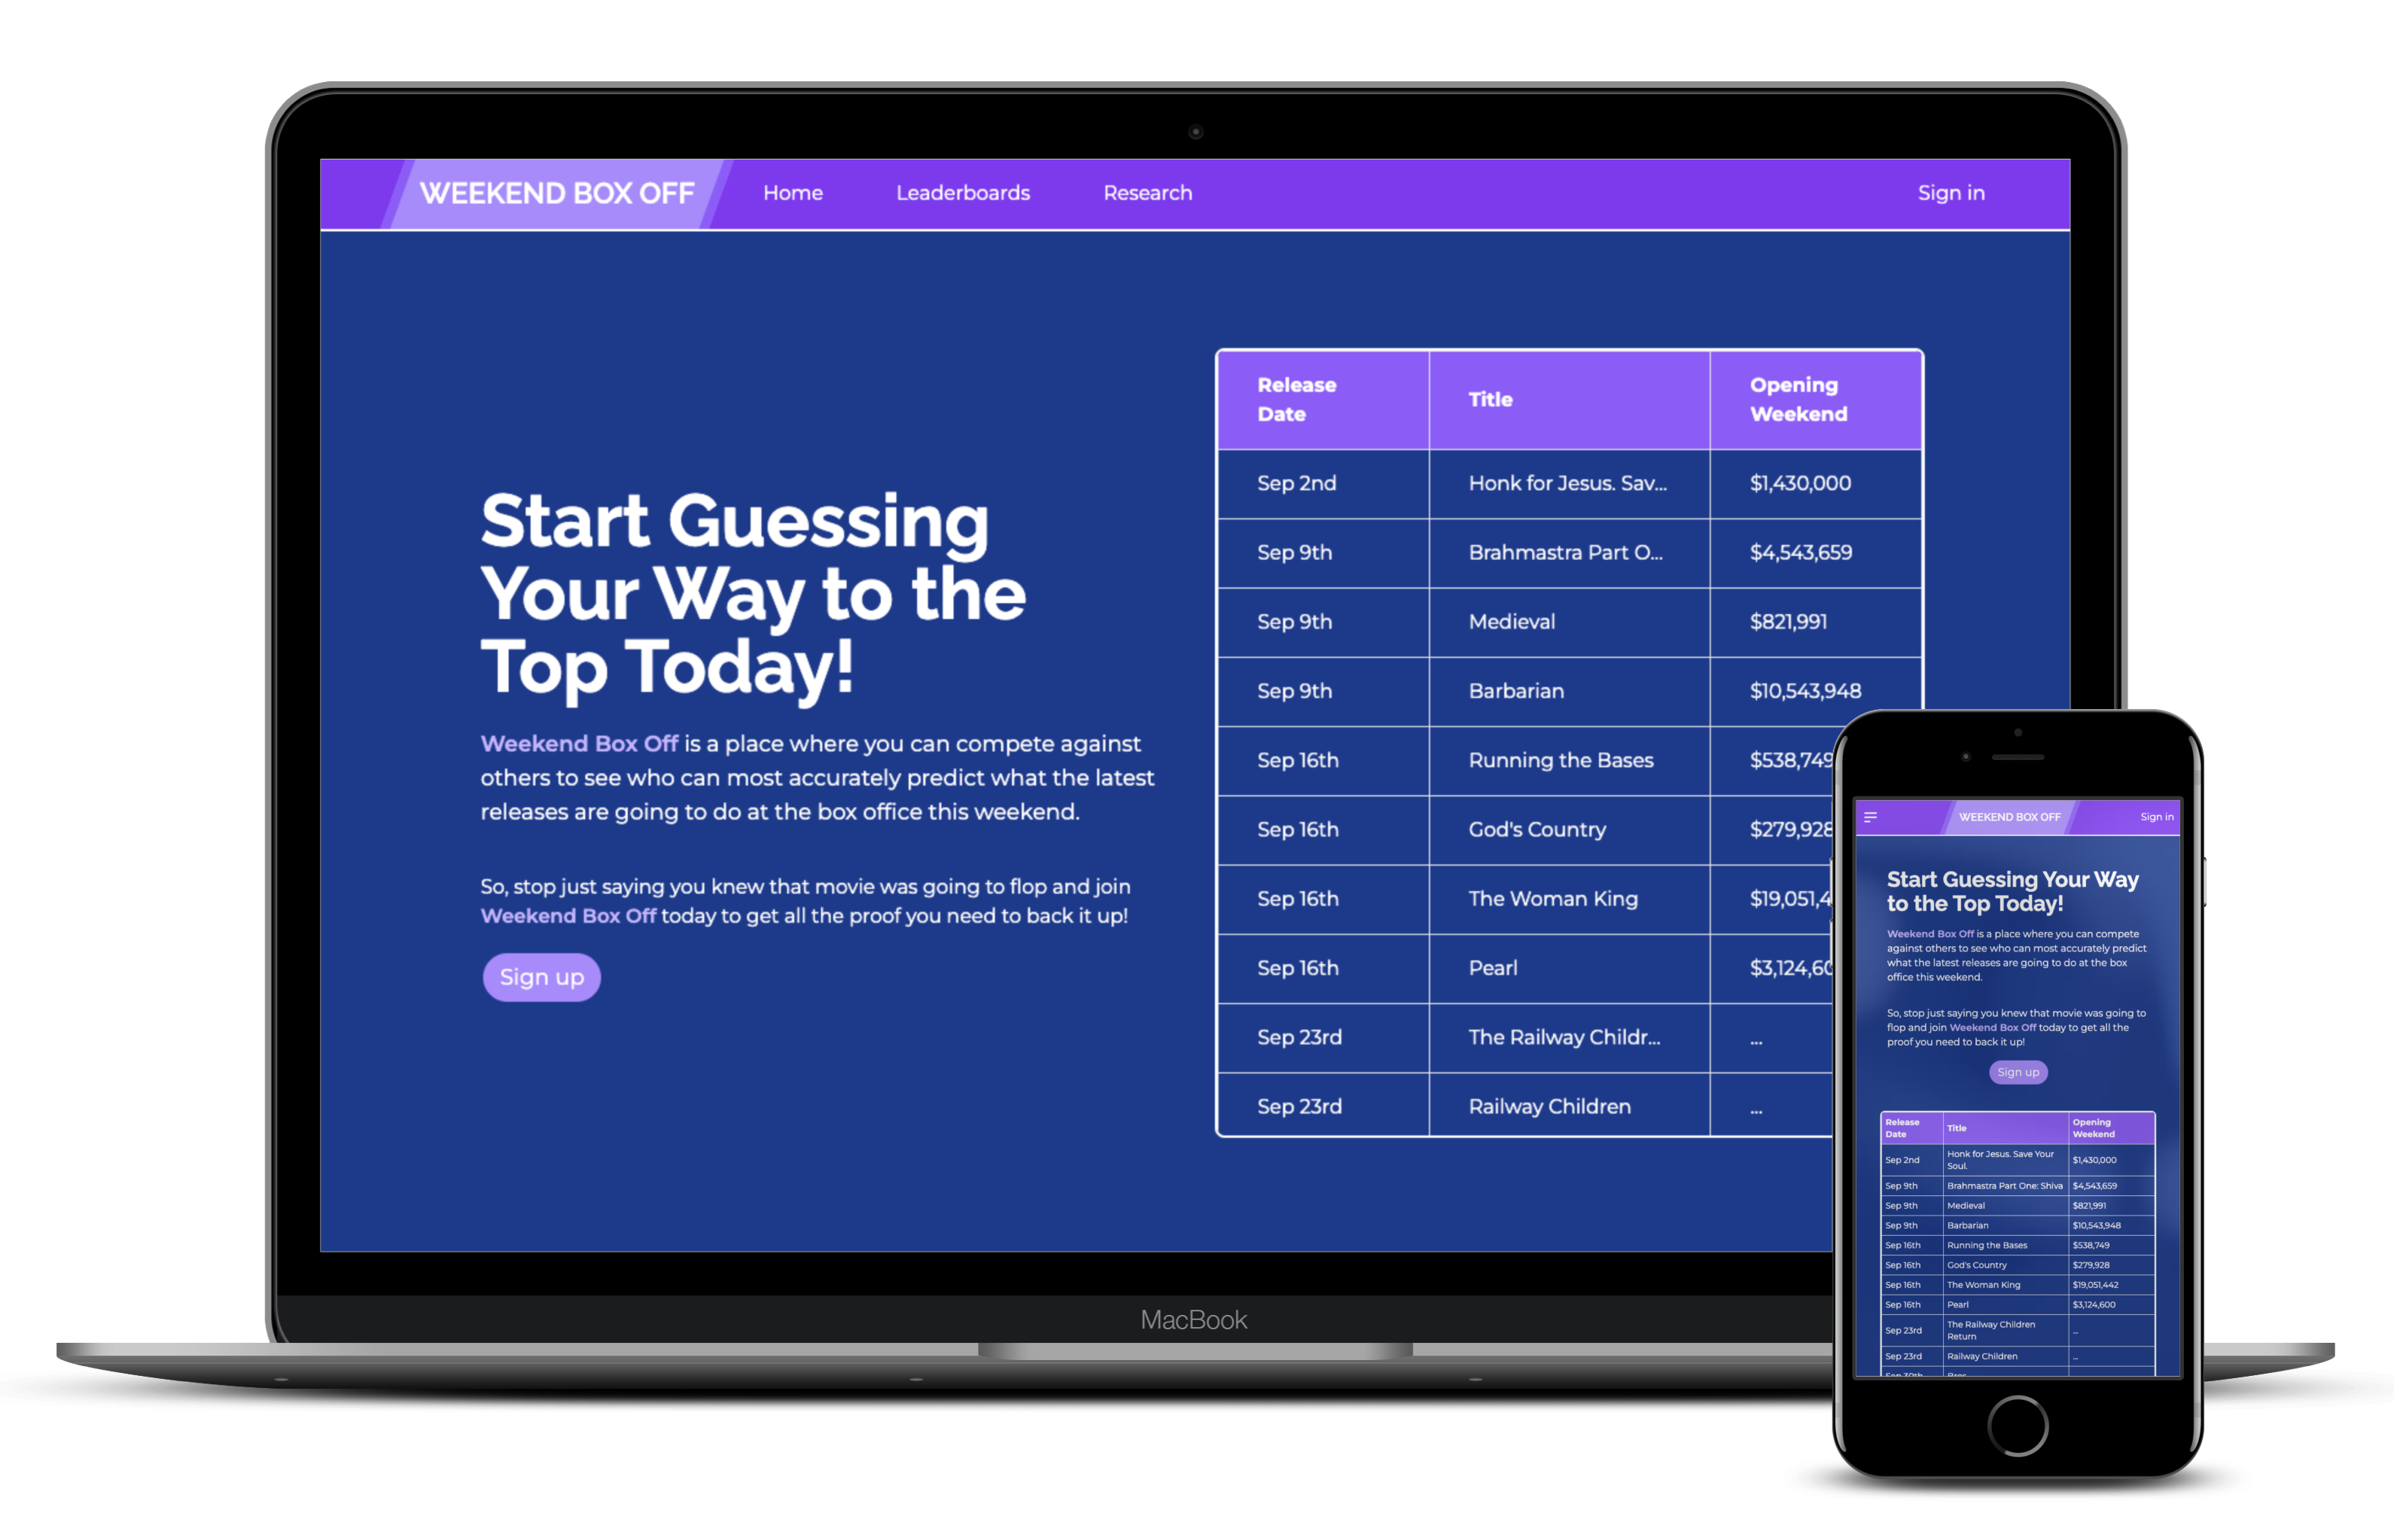 WEEKEND BOX OFF Home Leaderboards Research Sign in
Start Guessing
Your Way to the
Top Today!
Weekend Box Off is a place where you can compete against
others to see who can most accurately predict what the latest
releases are going to do at the box office this weekend.
So, stop just saying you knew that movie was going to flop and join
Weekend Box Off today to get all the proof you need to back it up!
Sign up
Release Date Title Opening Weekend
Sep 2nd Honk for Jesus. Sav... $1,430,000
Sep 9th Brahmastra Part O... $4,543,659
Sep 9th Medieval $821,991
Sep 9th Barbarian $10,543,948
Sep 16th Running the Bases $538,749
Sep 16th God's Country $279,928
Sep 16th The Woman King $19,051,4
Sep 16th Pearl $3,124,60
Sep 23rd The Railway Childr... ...
Sep 23rd Railway Children ...
MacBook
WEEKEND BOX OFF Sign in
Start Guessing Your Way
to the Top Today!
Weekend Box Off is a place where you can compete
against others to see who can most accurately predict
what the latest releases are going to do at the box
office this weekend.
So, stop just saying you knew that movie was going to
flop and join Weekend Box Off today to get all the
proof you need to back it up!
Sign up
Release Date Title Opening Weekend
Sep 2nd Honk for Jesus. Save Your Soul. $1,430,000
Sep 9th Brahmastra Part One: Shiva $4,543,659
Sep 9th Medieval $821,991
Sep 9th Barbarian $10,543,948
Sep 16th Running the Bases $538,749
Sep 16th God's Country $279,928
Sep 16th The Woman King $19,051,442
Sep 16th Pearl $3,124,600
Sep 23rd The Railway Children Return ...
Sep 23rd Railway Children ...
Sep 30th Bros